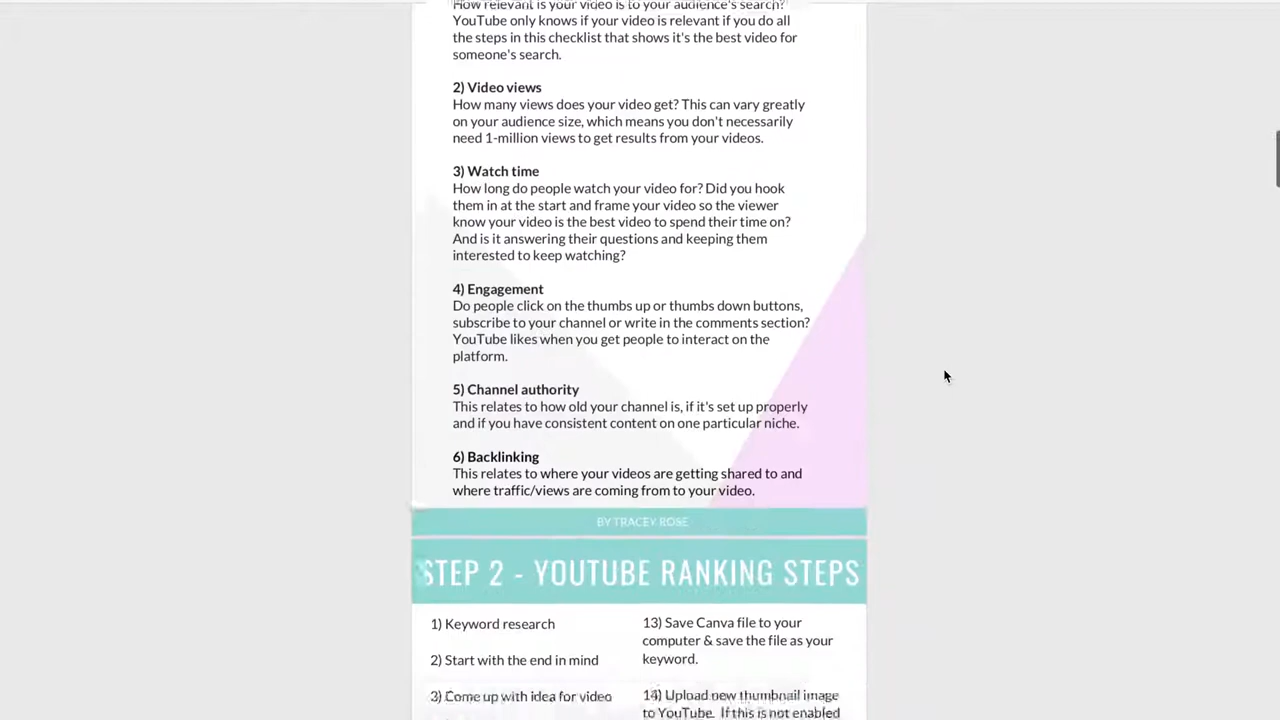 How relevant is your video is to your audience's search?
YouTube only knows if your video is relevant if you do all
the steps in this checklist that shows it's the best video for
someone's search.
2) Video views
How many views does your video get? This can vary greatly
on your audience size, which means you don't necessarily
need 1-million views to get results from your videos.
3) Watch time
How long do people watch your video for? Did you hook
them in at the start and frame your video so the viewer
know your video is the best video to spend their time on?
And is it answering their questions and keeping them
interested to keep watching?
4) Engagement
Do people click on the thumbs up or thumbs down buttons,
subscribe to your channel or write in the comments section?
YouTube likes when you get people to interact on the
platform.
5) Channel authority
This relates to how old your channel is, if it's set up properly
and if you have consistent content on one particular niche.
6) Backlinking
This relates to where your videos are getting shared to and
where traffic/views are coming from to your video.
BY TRACEY ROSE
STEP 2 - YOUTUBE RANKING STEPS
1) Keyword research
2) Start with the end in mind
3) Come up with idea for video
13) Save Canva file to your
computer & save the file as your
keyword.
14) Upload new thumbnail image
to YouTube. If this is not enabled